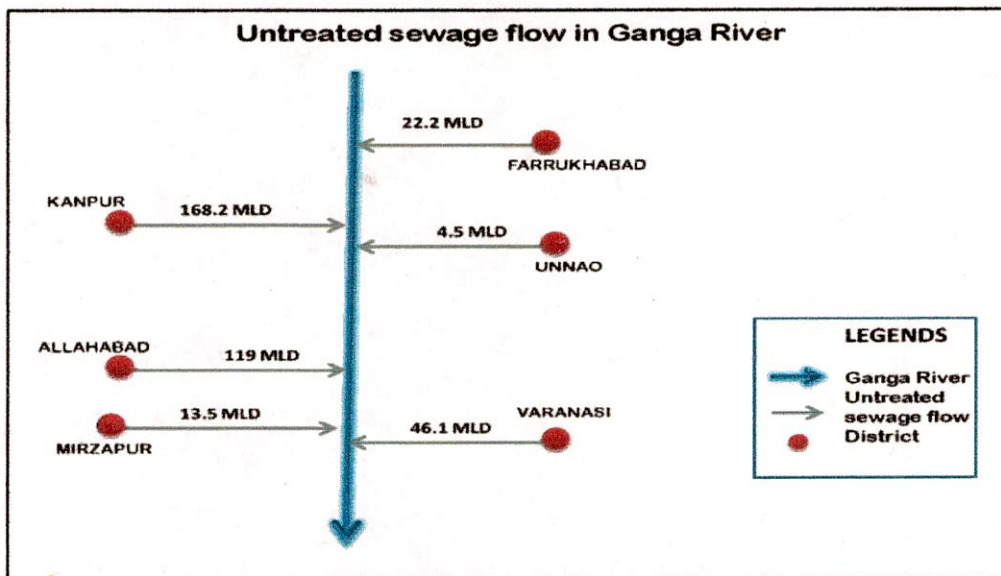 Untreated sewage flow in Ganga River
22.2 MLD
FARRUKHABAD
KANPUR
168.2 MLD
4.5 MLD
UNNAO
ALLAHABAD
119 MLD
MIRZAPUR
13.5 MLD
VARANASI
46.1 MLD
LEGENDS
Ganga River
Untreated
sewage flow
District